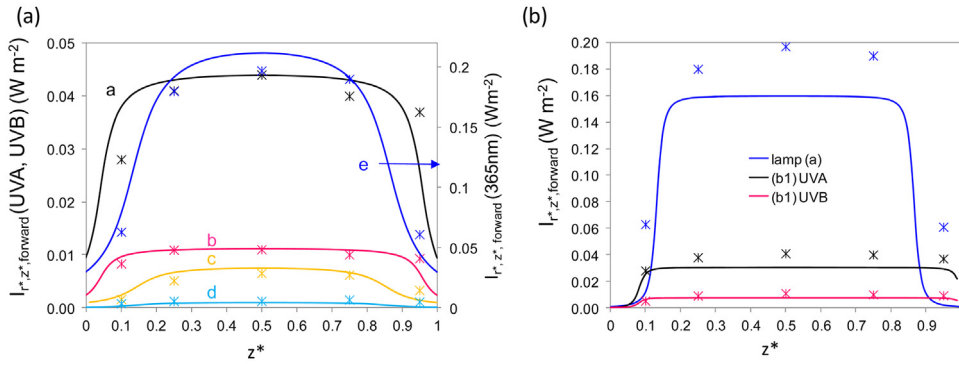 (a)
I r*,z*,forward (UVA, UVB) (W m-2)
0.05
0.04
0.03
0.02
0.01
0.00
a
b
c
d
e
0.2
0.1
0.1
0
0
I r*, z*, forward (365nm) (Wm-2)
0 0.1 0.2 0.3 0.4 0.5 0.6 0.7 0.8 0.9 1
z*
(b)
I r*,z*,forward (W m-2)
0.20
0.18
0.16
0.14
0.12
0.10
0.08
0.06
0.04
0.02
0.00
lamp (a)
(b1) UVA
(b1) UVB
0 0.1 0.2 0.3 0.4 0.5 0.6 0.7 0.8 0.9
z*